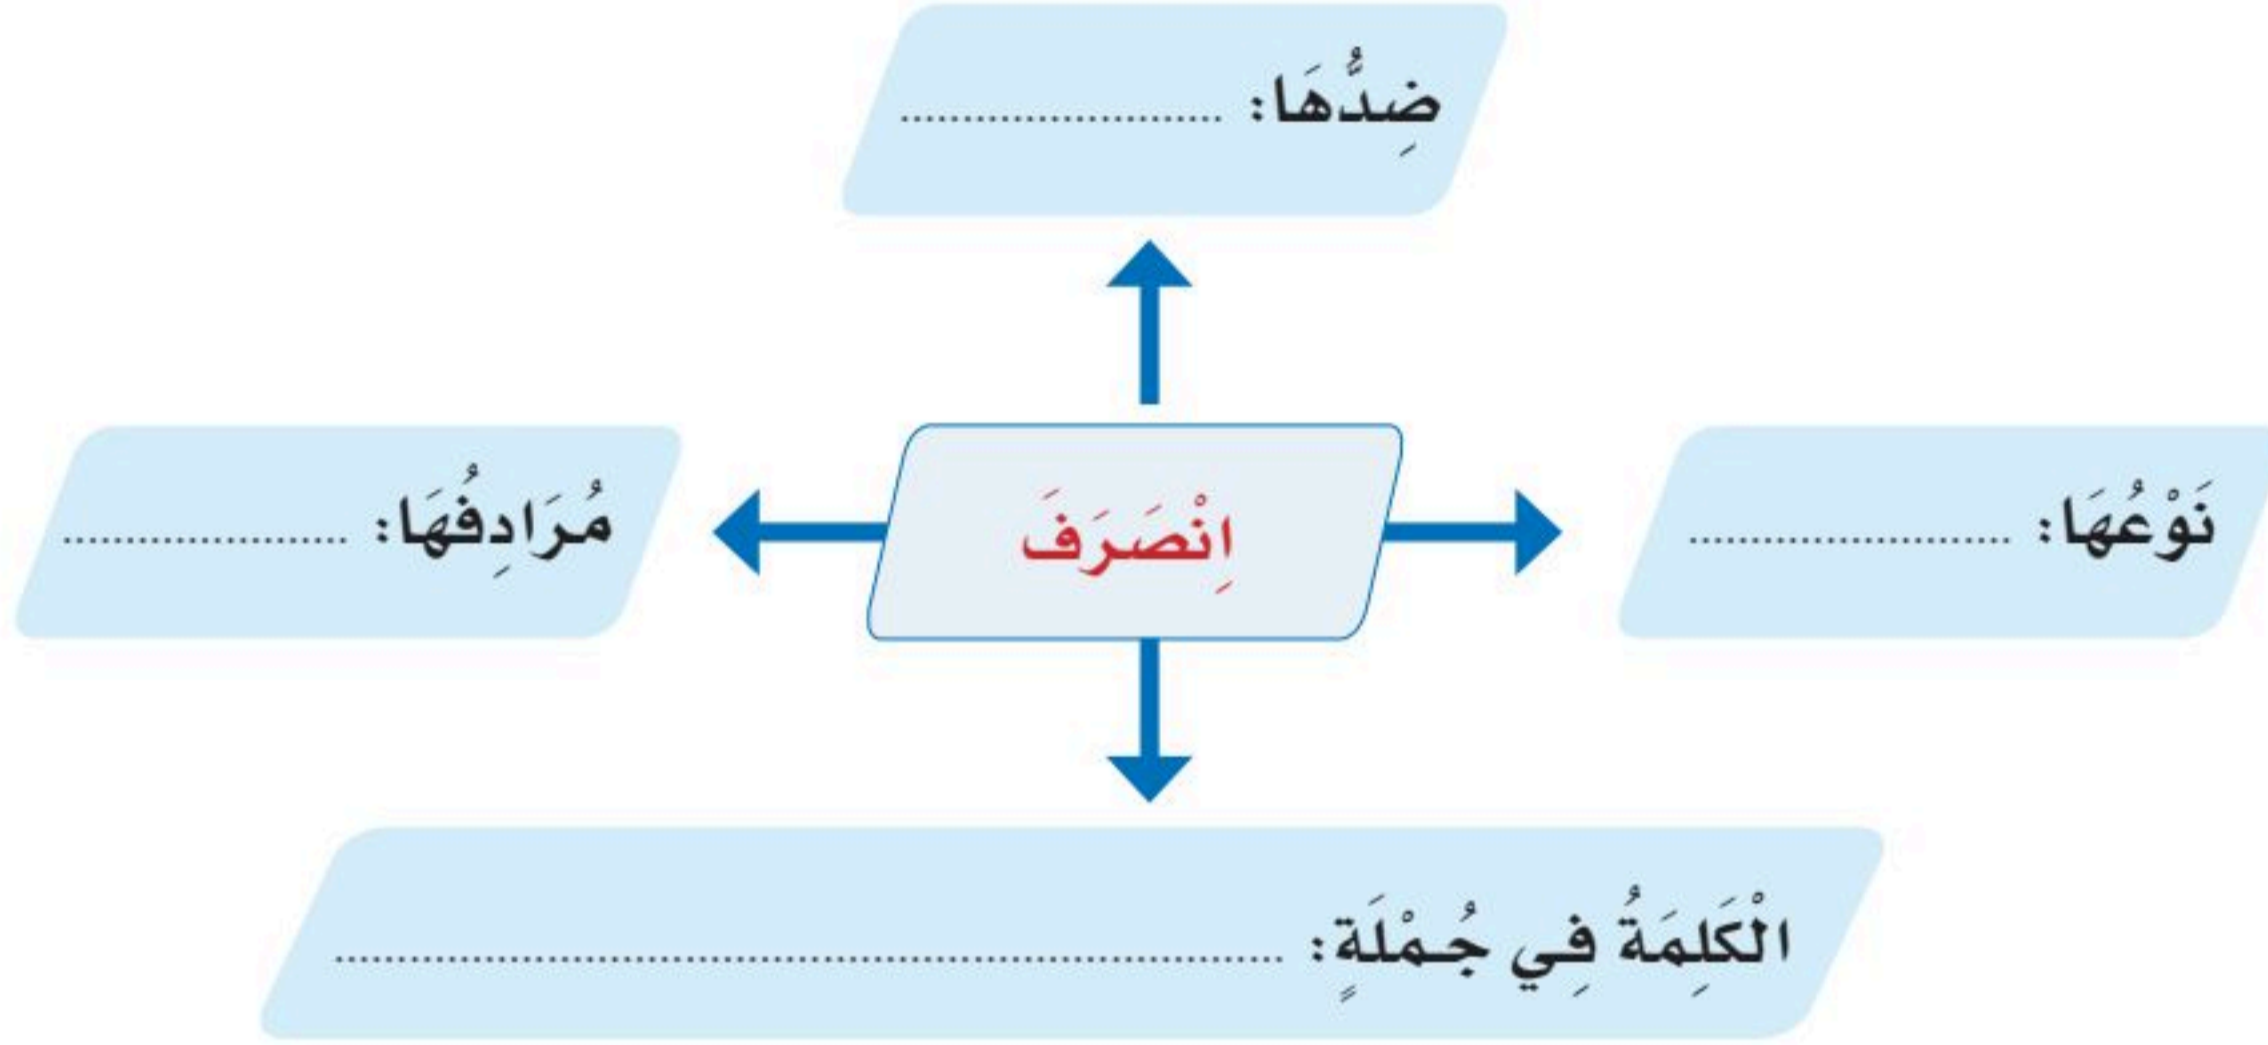 ضِدُّهَا: ..........................
نَوْعُهَا: ..........................
اِنْصَرَفَ
مُرَادِفُهَا: .......................
الْكَلِمَةُ فِي جُمْلَةٍ: ............................................................................